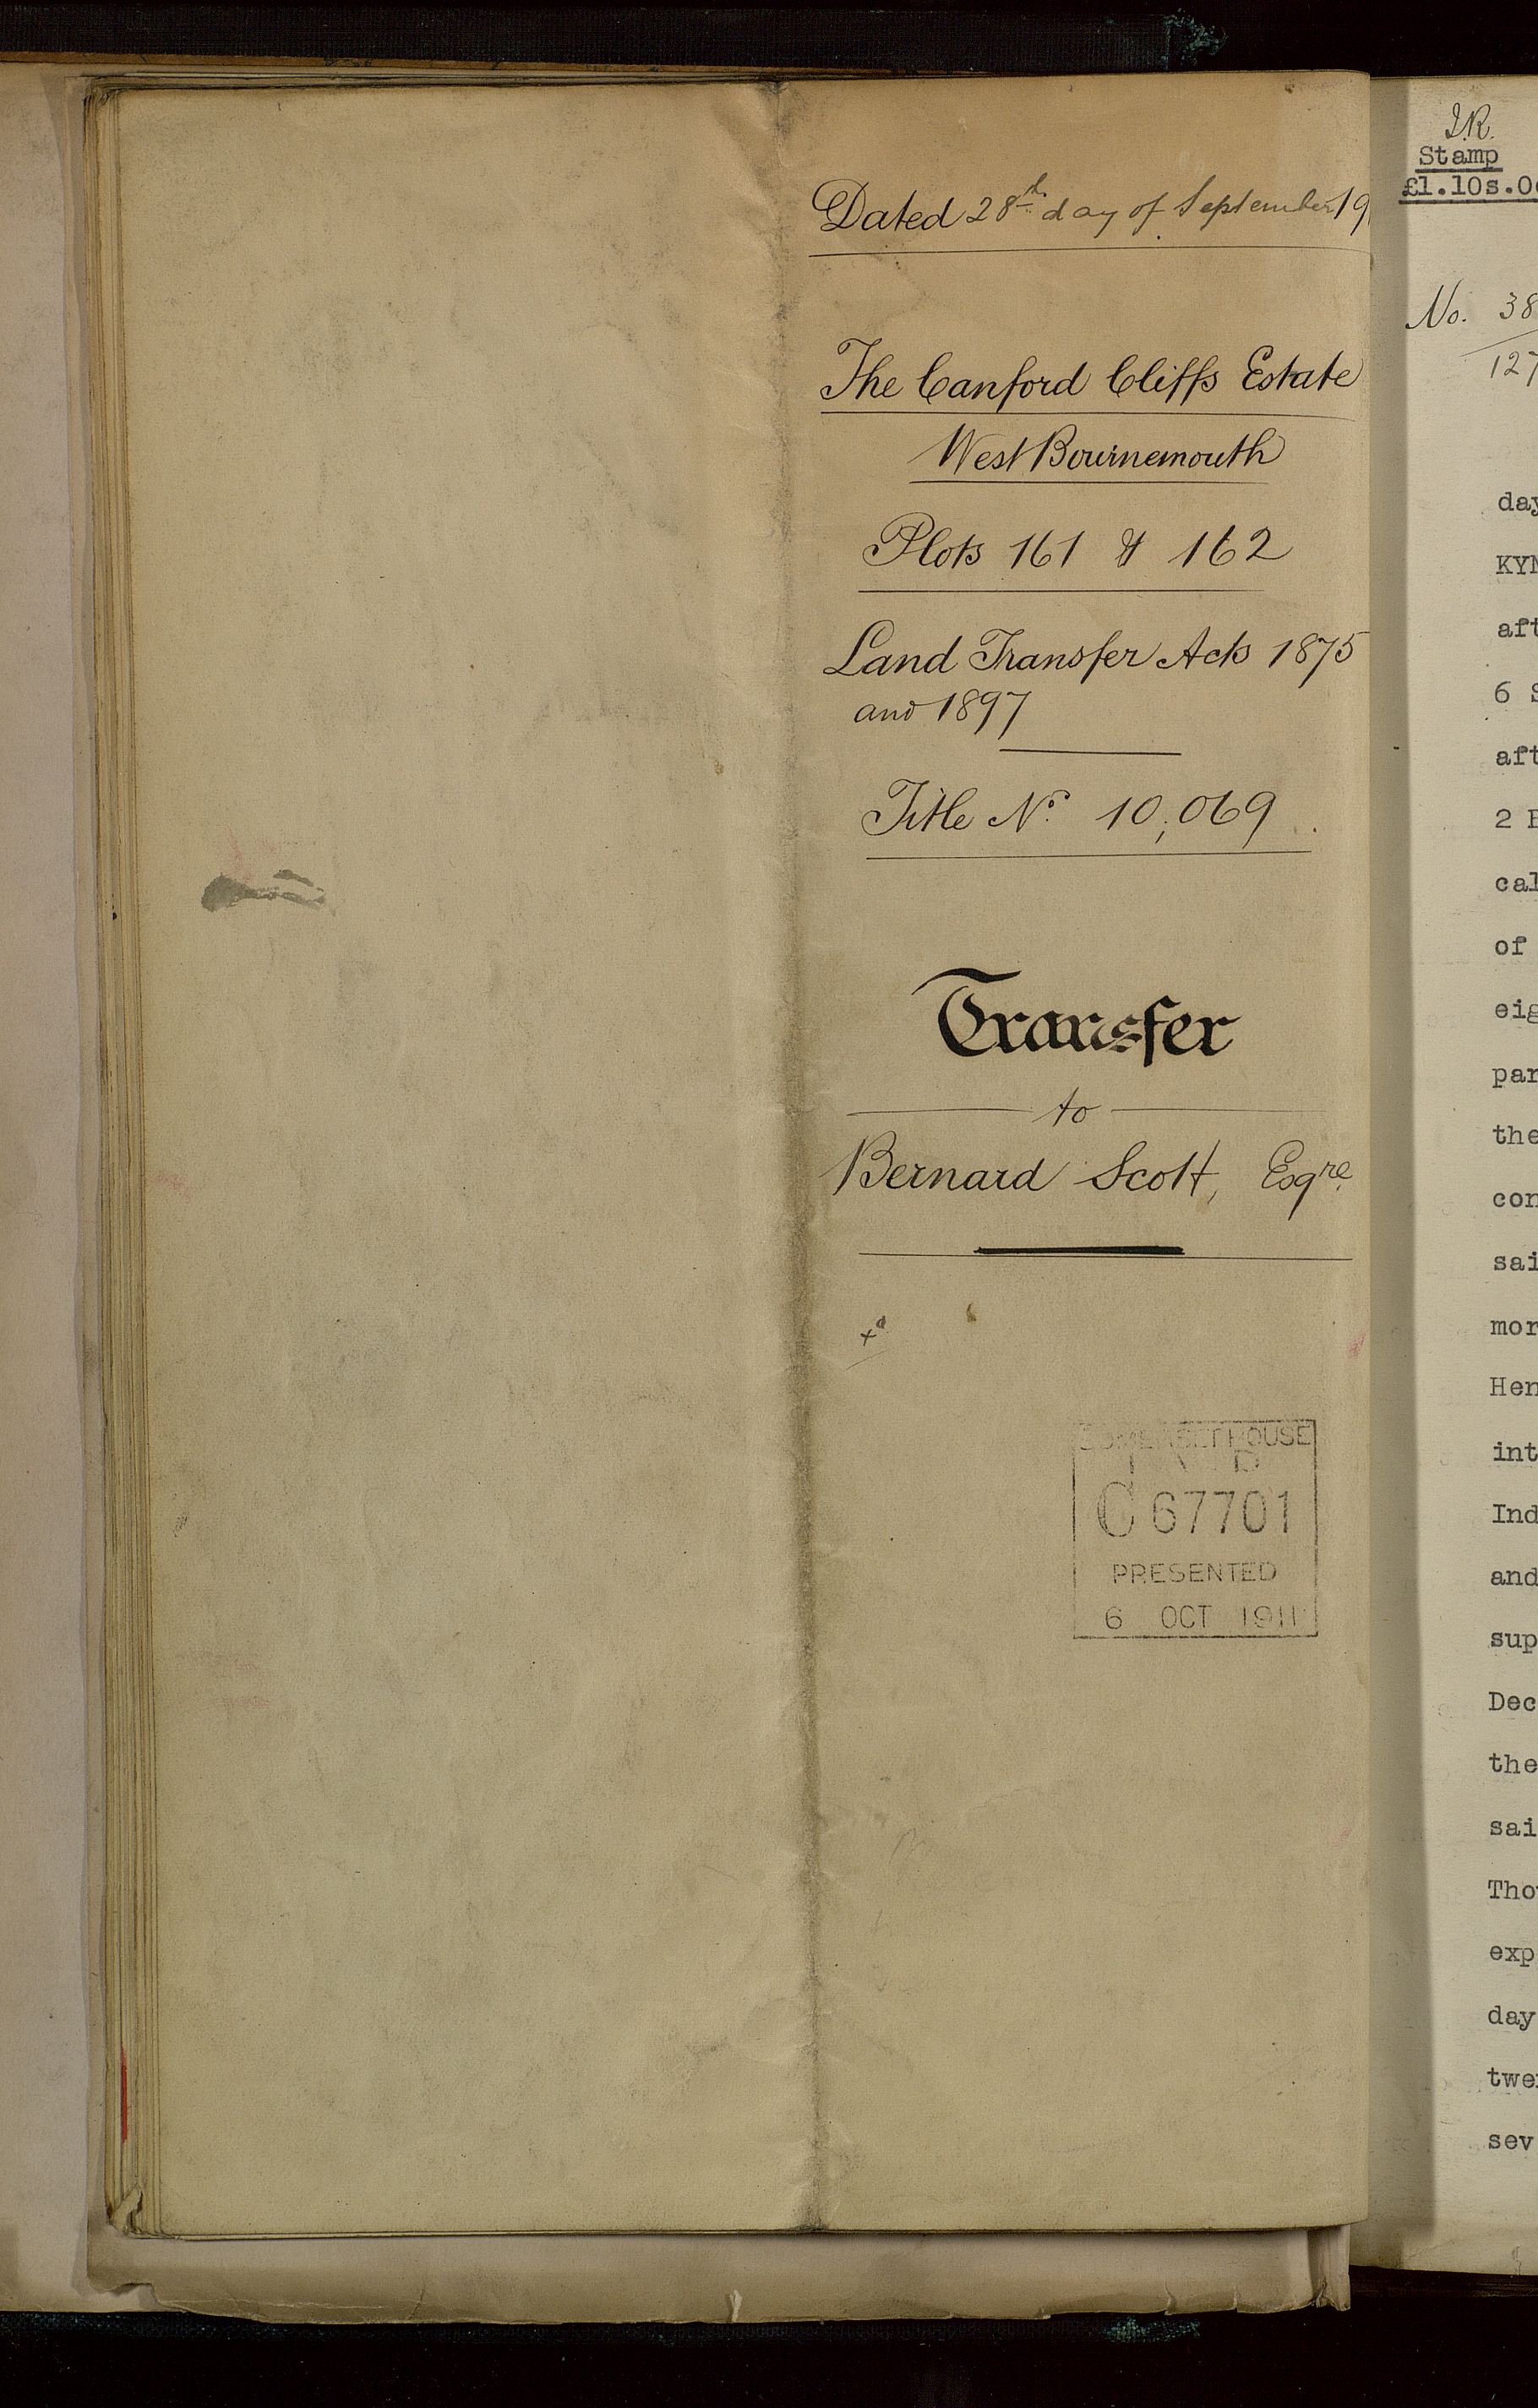 Dated 28th day of September 19
The Canford Cliffs Estate
West Bournemouth
Plots 161 & 162
Land Transfer Acts 1875
and 1897
Title No. 10,069
Transfer
to
Bernard Scott, Esqre.
SOMERSET HOUSE
C 67701
PRESENTED
6 OCT 1911
I.R.
Stamp
£1.10s.0
No. 38
127
day
KYN
aft
6 S
aft
2
cal
of
eig
par
the
con
sai
mor
Hen
int
Ind
and
sup
Dec
the
sai
Tho
exp
day
twe
sev